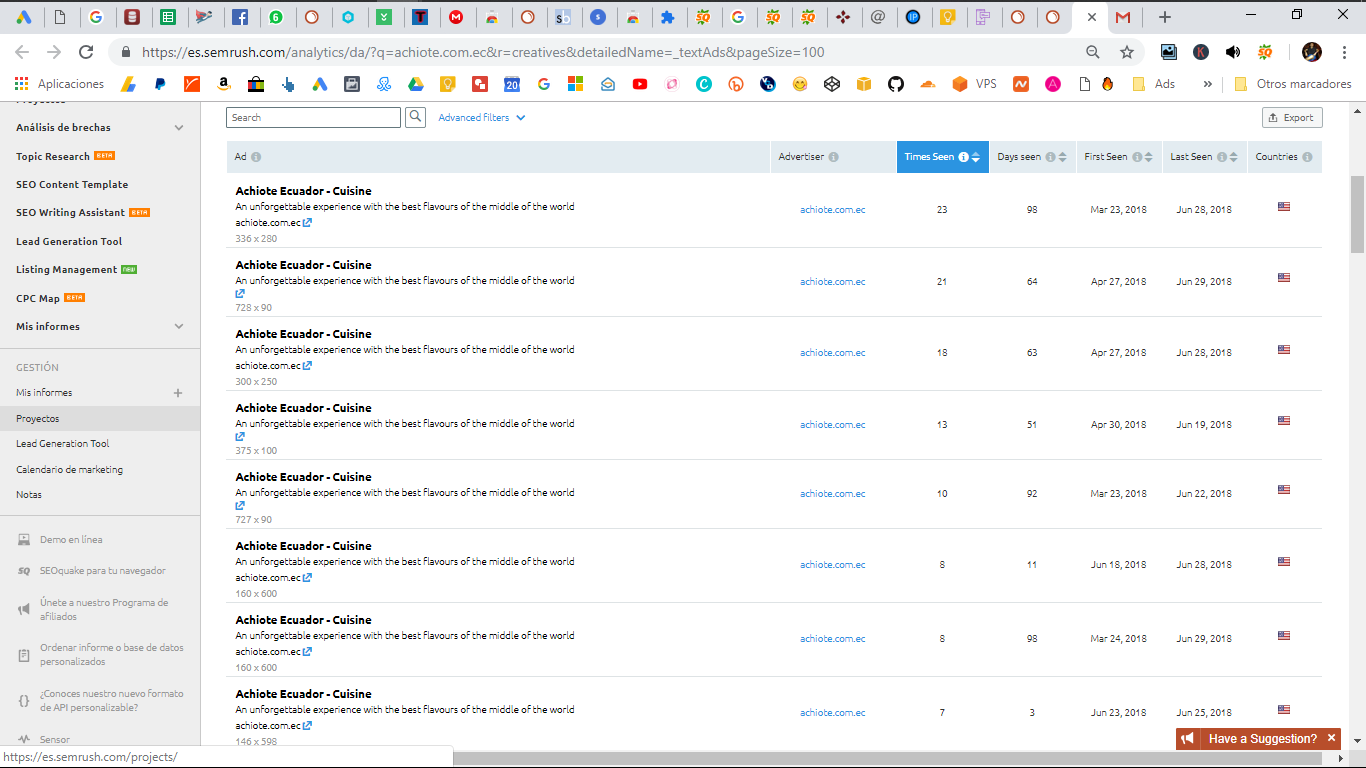 https://es.semrush.com/analytics/da/?q=achiote.com.ec&r=creatives&detailedName=_textAds&pageSize=100
Aplicaciones
VPS
Ads
»
Otros marcadores
Proyectos
Análisis de brechas
Topic Research BETA
SEO Content Template
SEO Writing Assistant BETA
Lead Generation Tool
Listing Management NEW
CPC Map BETA
Mis informes
GESTIÓN
Mis informes +
Proyectos
Lead Generation Tool
Calendario de marketing
Notas
Demo en línea
SEOquake para tu navegador
Únete a nuestro Programa de
afiliados
Ordenar informe o base de datos
personalizados
¿Conoces nuestro nuevo formato
de API personalizable?
Sensor
https://es.semrush.com/projects/
Search
Advanced filters
Export
Ad Advertiser Times Seen Days seen First Seen Last Seen Countries
Achiote Ecuador - Cuisine
An unforgettable experience with the best flavours of the middle of the world
achiote.com.ec
336 x 280
achiote.com.ec 23 98 Mar 23, 2018 Jun 28, 2018
Achiote Ecuador - Cuisine
An unforgettable experience with the best flavours of the middle of the world
728 x 90
achiote.com.ec 21 64 Apr 27, 2018 Jun 29, 2018
Achiote Ecuador - Cuisine
An unforgettable experience with the best flavours of the middle of the world
achiote.com.ec
300 x 250
achiote.com.ec 18 63 Apr 27, 2018 Jun 28, 2018
Achiote Ecuador - Cuisine
An unforgettable experience with the best flavours of the middle of the world
375 x 100
achiote.com.ec 13 51 Apr 30, 2018 Jun 19, 2018
Achiote Ecuador - Cuisine
An unforgettable experience with the best flavours of the middle of the world
727 x 90
achiote.com.ec 10 92 Mar 23, 2018 Jun 22, 2018
Achiote Ecuador - Cuisine
An unforgettable experience with the best flavours of the middle of the world
achiote.com.ec
160 x 600
achiote.com.ec 8 11 Jun 18, 2018 Jun 28, 2018
Achiote Ecuador - Cuisine
An unforgettable experience with the best flavours of the middle of the world
achiote.com.ec
160 x 600
achiote.com.ec 8 98 Mar 24, 2018 Jun 29, 2018
Achiote Ecuador - Cuisine
An unforgettable experience with the best flavours of the middle of the world
achiote.com.ec
146 x 598
achiote.com.ec 7 3 Jun 23, 2018 Jun 25, 2018
Have a Suggestion? ×